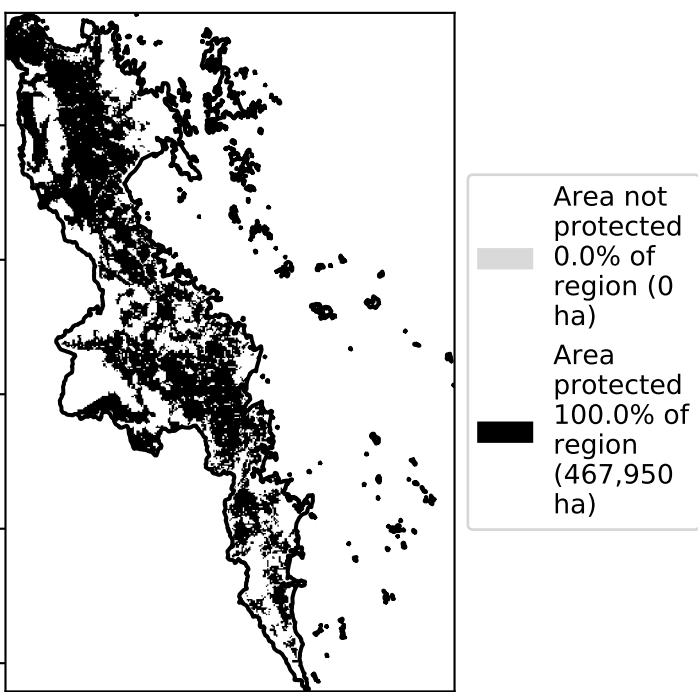 Area not
protected
0.0% of
region (0
ha)
Area
protected
100.0% of
region
(467,950
ha)